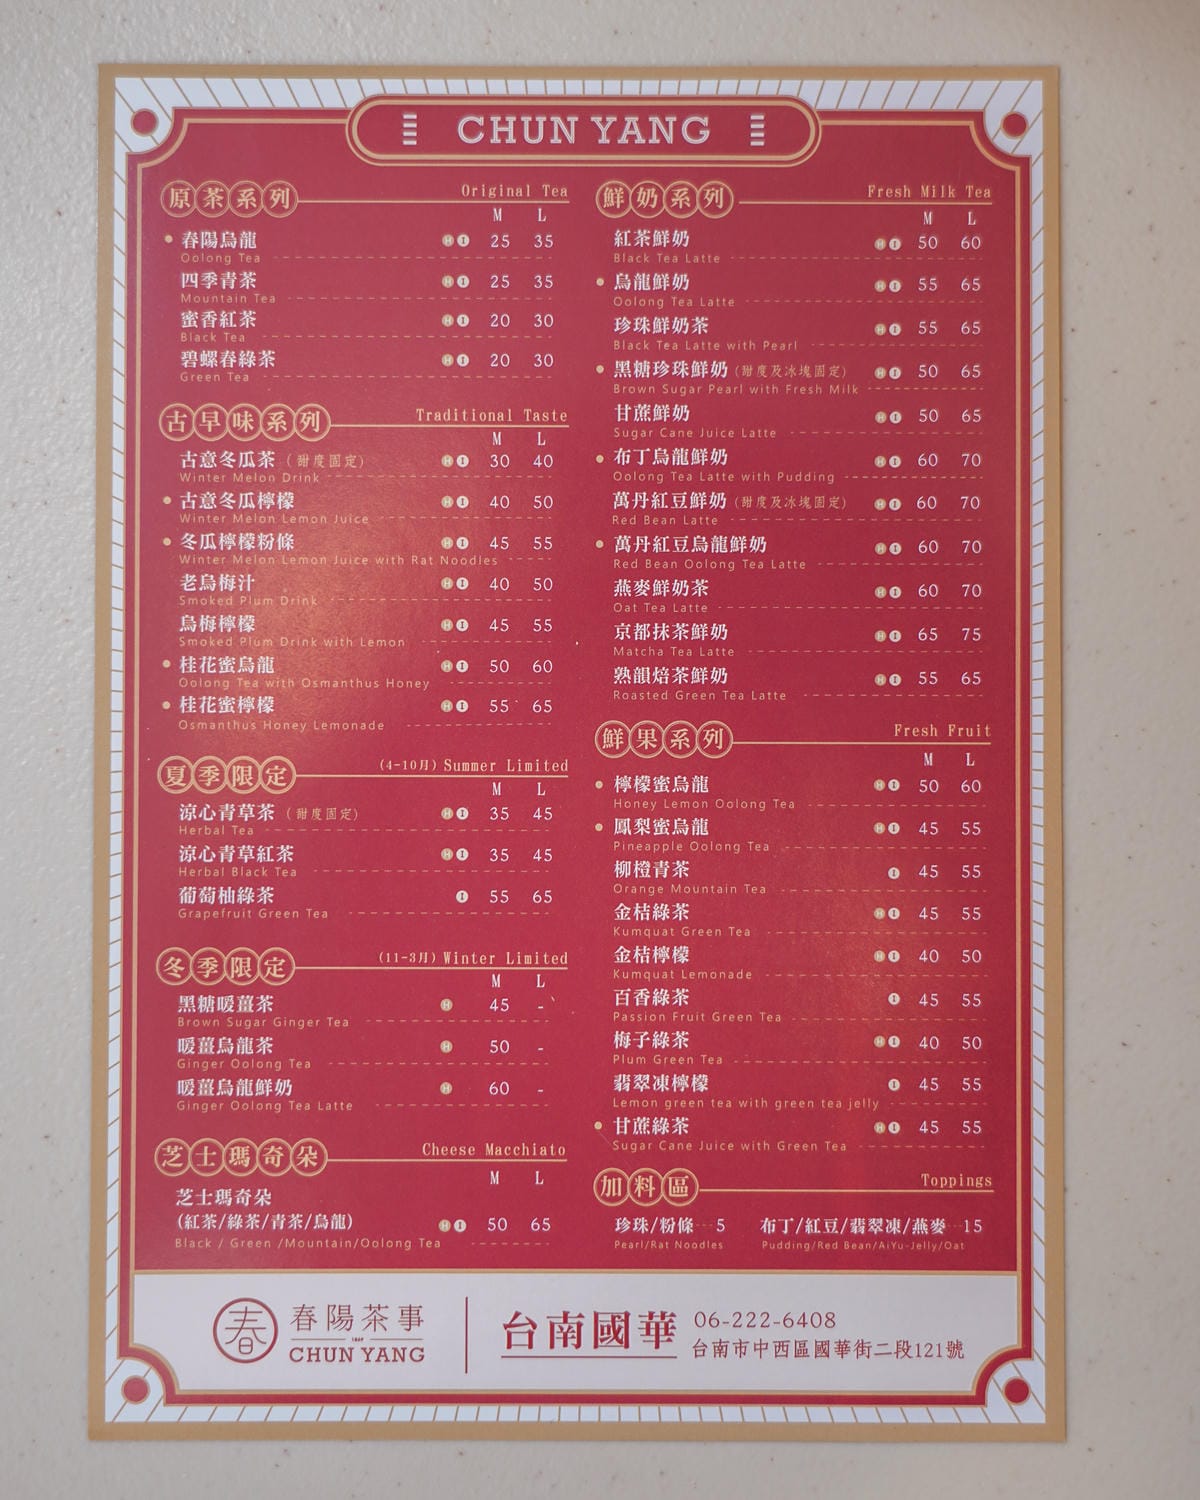 CHUN YANG
原茶系列 Original Tea
M L
春陽烏龍 H I 25 35
Oolong Tea
四季青茶 H I 25 35
Mountain Tea
蜜香紅茶 H I 20 30
Black Tea
碧螺春綠茶 H I 20 30
Green Tea
古早味系列 Traditional Taste
M L
古意冬瓜茶 (甜度固定) H I 30 40
Winter Melon Drink
古意冬瓜檸檬 H I 40 50
Winter Melon Lemon Juice
冬瓜檸檬粉條 H I 45 55
Winter Melon Lemon Juice with Rat Noodles
老烏梅汁 H I 40 50
Smoked Plum Drink
烏梅檸檬 H I 45 55
Smoked Plum Drink with Lemon
桂花蜜烏龍 H I 50 60
Oolong Tea with Osmanthus Honey
桂花蜜檸檬 H I 55 65
Osmanthus Honey Lemonade
夏季限定 (4-10月) Summer Limited
M L
涼心青草茶 (甜度固定) H I 35 45
Herbal Tea
涼心青草紅茶 H I 35 45
Herbal Black Tea
葡萄柚綠茶 I 55 65
Grapefruit Green Tea
冬季限定 (11-3月) Winter Limited
M L
黑糖暖薑茶 H 45 -
Brown Sugar Ginger Tea
暖薑烏龍茶 H 50 -
Ginger Oolong Tea
暖薑烏龍鮮奶 H 60 -
Ginger Oolong Tea Latte
芝士瑪奇朵 Cheese Macchiato
M L
芝士瑪奇朵
(紅茶/綠茶/青茶/烏龍) H I 50 65
Black / Green /Mountain/Oolong Tea
鮮奶系列 Fresh Milk Tea
M L
紅茶鮮奶 H I 50 60
Black Tea Latte
烏龍鮮奶 H I 55 65
Oolong Tea Latte
珍珠鮮奶茶 H I 55 65
Black Tea Latte with Pearl
黑糖珍珠鮮奶 (甜度及冰塊固定) H I 50 65
Brown Sugar Pearl with Fresh Milk
甘蔗鮮奶 H I 50 65
Sugar Cane Juice Latte
布丁烏龍鮮奶 H I 60 70
Oolong Tea Latte with Pudding
萬丹紅豆鮮奶 (甜度及冰塊固定) H I 60 70
Red Bean Latte
萬丹紅豆烏龍鮮奶 H I 60 70
Red Bean Oolong Tea Latte
燕麥鮮奶茶 H I 60 70
Oat Tea Latte
京都抹茶鮮奶 H I 65 75
Matcha Tea Latte
熟韻焙茶鮮奶 H I 55 65
Roasted Green Tea Latte
鮮果系列 Fresh Fruit
M L
檸檬蜜烏龍 H I 50 60
Honey Lemon Oolong Tea
鳳梨蜜烏龍 H I 45 55
Pineapple Oolong Tea
柳橙青茶 I 45 55
Orange Mountain Tea
金桔綠茶 H I 45 55
Kumquat Green Tea
金桔檸檬 H I 40 50
Kumquat Lemonade
百香綠茶 I 45 55
Passion Fruit Green Tea
梅子綠茶 H I 40 50
Plum Green Tea
翡翠凍檸檬 I 45 55
Lemon green tea with green tea jelly
甘蔗綠茶 H I 45 55
Sugar Cane Juice with Green Tea
加料區 Toppings
珍珠/粉條 5 布丁/紅豆/翡翠凍/燕麥 15
Pearl/Rat Noodles Pudding/Red Bean/AiYu-Jelly/Oat
春 春陽茶事
CHUN YANG
台南國華 06-222-6408
台南市中西區國華街二段121號